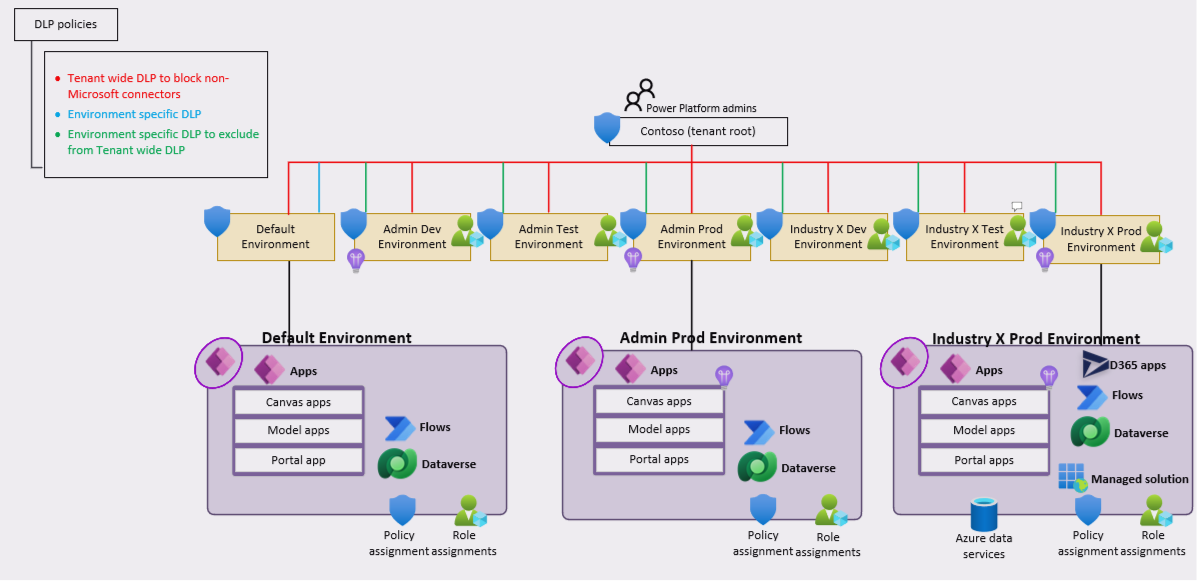 DLP policies
Tenant wide DLP to block non-
Microsoft connectors
Environment specific DLP
Environment specific DLP to exclude
from Tenant wide DLP
Power Platform admins
Contoso (tenant root)
Default
Environment
Admin Dev
Environment
Admin Test
Environment
Admin Prod
Environment
Industry X Dev
Environment
Industry X Test
Environment
Industry X Prod
Environment
Default Environment
Apps
Canvas apps
Model apps
Portal app
Flows
Dataverse
Policy
assignment
Role
assignments
Admin Prod Environment
Apps
Canvas apps
Model apps
Portal apps
Flows
Dataverse
Policy
assignment
Role
assignments
Industry X Prod Environment
Apps
Canvas apps
Model apps
Portal apps
D365 apps
Flows
Dataverse
Managed solution
Azure data
services
Policy
assignment
Role
assignments